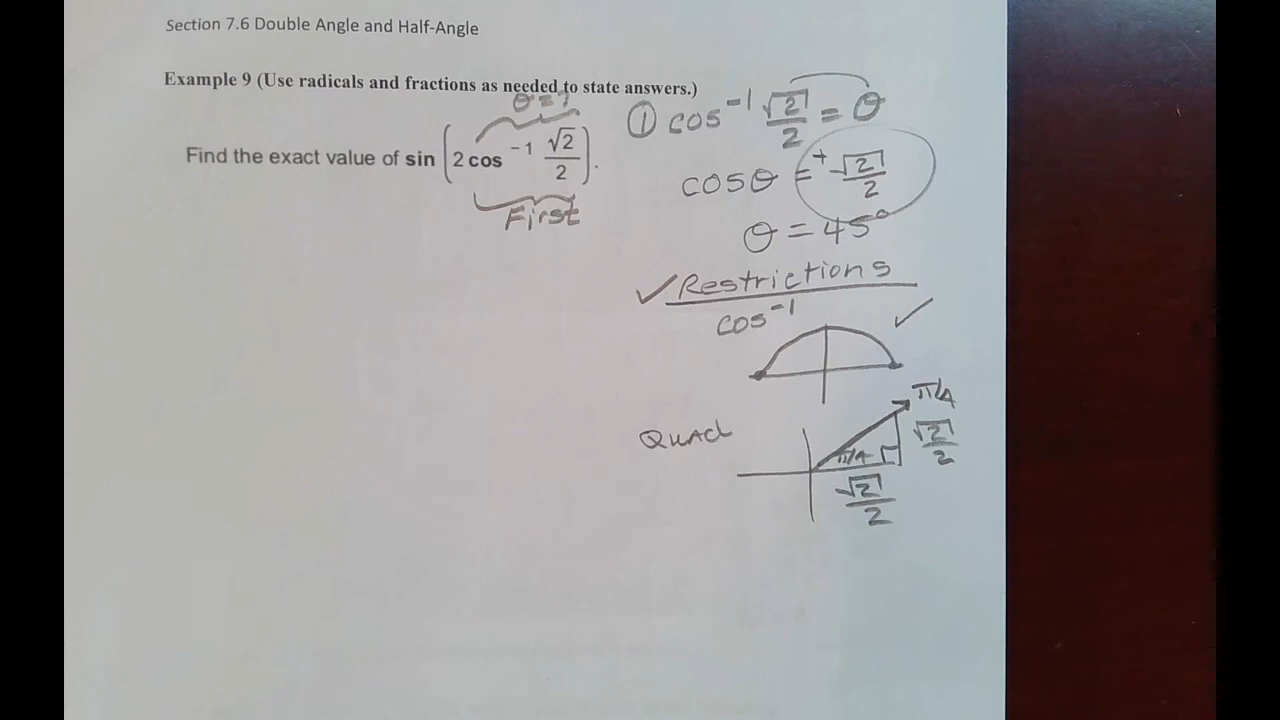 Section 7.6 Double Angle and Half-Angle
Example 9 (Use radicals and fractions as needed to state answers.)
θ = ?
Find the exact value of sin (2 cos⁻¹ √2/2).
First
① cos⁻¹ √2/2 = θ
cosθ = +√2/2
θ = 45°
✓ Restrictions
cos⁻¹ ✓
Quad
π/4
√2/2
π/4
√2/2